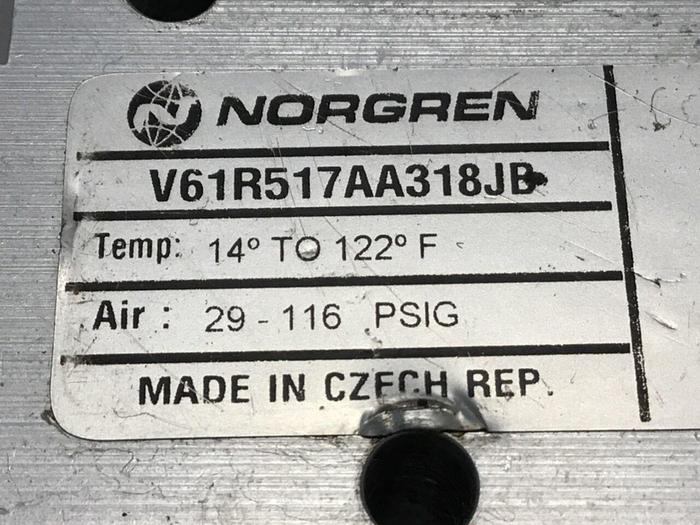 NORGREN
V61R517AA318JB
Temp: 14° TO 122° F
Air : 29 - 116 PSIG
MADE IN CZECH REP.